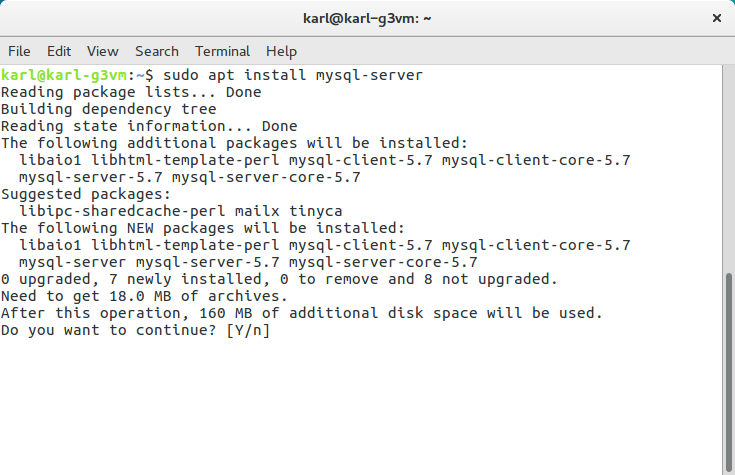 karl@karl-g3vm: ~
File Edit View Search Terminal Help
karl@karl-g3vm:~$ sudo apt install mysql-server
Reading package lists... Done
Building dependency tree
Reading state information... Done
The following additional packages will be installed:
  libaio1 libhtml-template-perl mysql-client-5.7 mysql-client-core-5.7
  mysql-server-5.7 mysql-server-core-5.7
Suggested packages:
  libipc-sharedcache-perl mailx tinyca
The following NEW packages will be installed:
  libaio1 libhtml-template-perl mysql-client-5.7 mysql-client-core-5.7
  mysql-server mysql-server-5.7 mysql-server-core-5.7
0 upgraded, 7 newly installed, 0 to remove and 8 not upgraded.
Need to get 18.0 MB of archives.
After this operation, 160 MB of additional disk space will be used.
Do you want to continue? [Y/n]